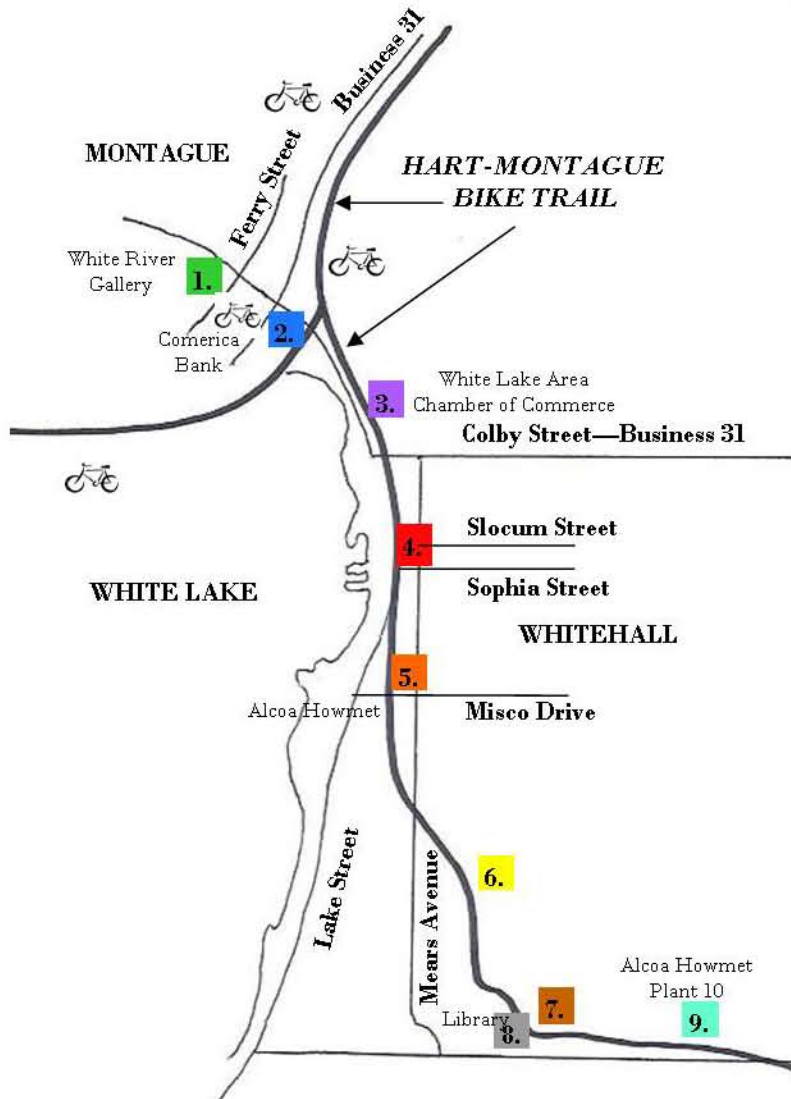 Business 31
MONTAGUE
Ferry Street
HART-MONTAGUE
BIKE TRAIL
White River
Gallery
1.
2.
Comerica
Bank
3.
White Lake Area
Chamber of Commerce
Colby Street—Business 31
4.
Slocum Street
Sophia Street
WHITE LAKE
WHITEHALL
5.
Alcoa Howmet
Misco Drive
6.
Lake Street
Mears Avenue
Alcoa Howmet
Plant 10
7.
Library
8.
9.